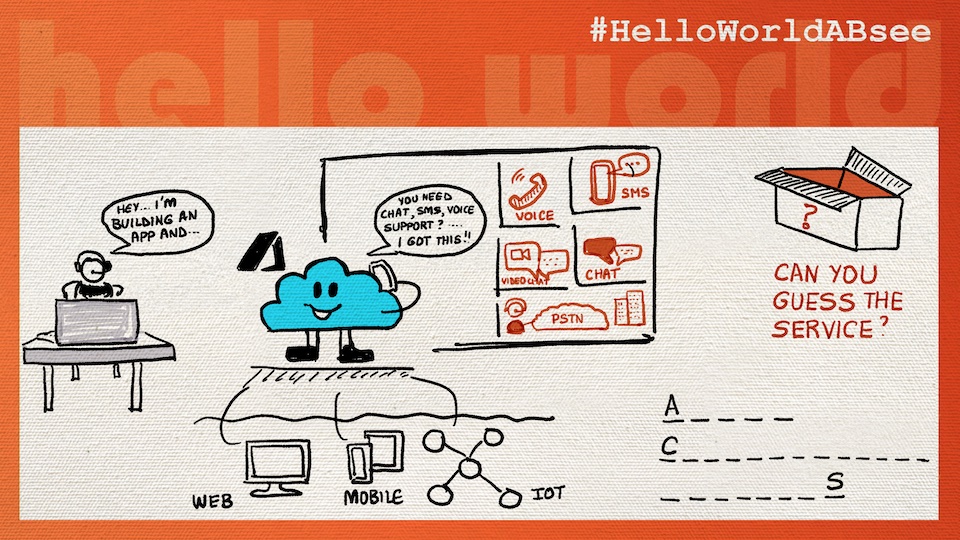 hello world
#HelloWorldABsee
HEY... I'M
BUILDING AN
APP AND...
YOU NEED
CHAT, SMS, VOICE
SUPPORT? ....
I GOT THIS!!
VOICE
SMS
VIDEO CHAT
CHAT
PSTN
?
CAN YOU
GUESS THE
SERVICE?
A _ _ _ _
C _ _ _ _ _ _ _ _ _ _ _ _
_ _ _ _ _ _ _ S
WEB
MOBILE
IOT